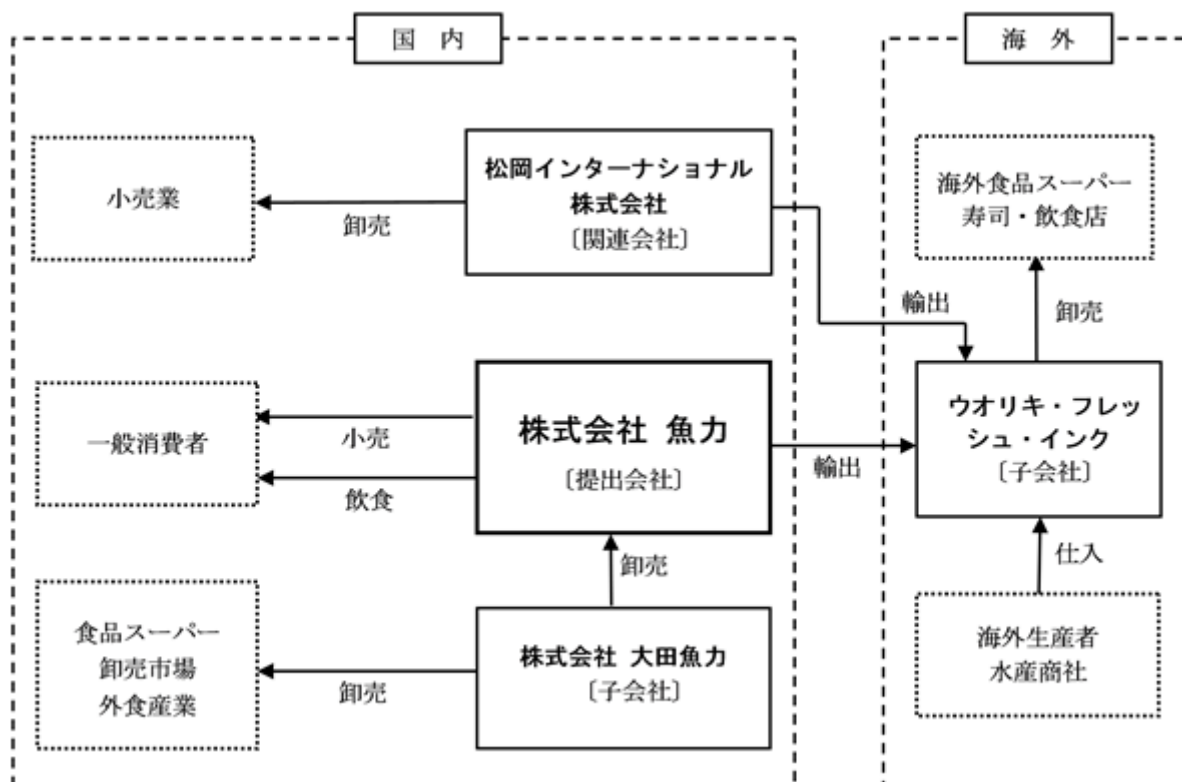 国 内
海 外
小売業
卸売
松岡インターナショナル
株式会社
〔関連会社〕
輸出
海外食品スーパー
寿司・飲食店
卸売
一般消費者
小売
飲食
株式会社 魚力
〔提出会社〕
輸出
ウオリキ・フレッ
シュ・インク
〔子会社〕
卸売
仕入
食品スーパー
卸売市場
外食産業
卸売
株式会社 大田魚力
〔子会社〕
海外生産者
水産商社